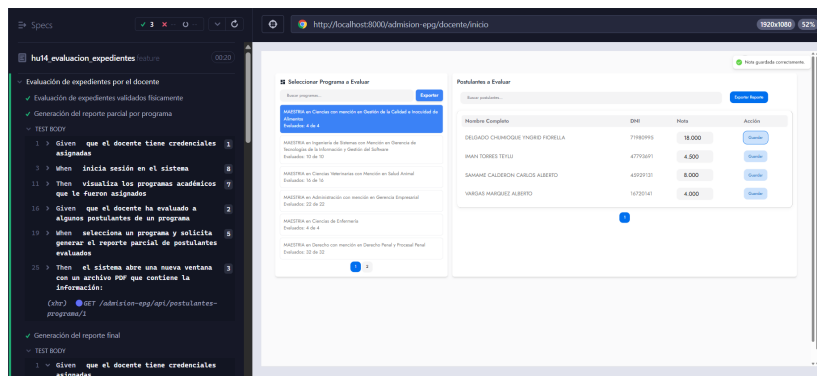 Specs
3
--
--
http://localhost:8000/admision-epg/docente/inicio
1920x1080
52%
hu14_evaluacion_expedientes feature
00:20
Evaluación de expedientes por el docente
Evaluación de expedientes validados físicamente
Generación del reporte parcial por programa
TEST BODY
1 Given que el docente tiene credenciales 1
asignadas
3 When inicia sesión en el sistema 8
11 Then visualiza los programas académicos 7
que le fueron asignados
16 Given que el docente ha evaluado a 2
algunos postulantes de un programa
19 When selecciona un programa y solicita 5
generar el reporte parcial de postulantes
evaluados
25 Then el sistema abre una nueva ventana 3
con un archivo PDF que contiene la
información:
(xhr) GET /admision-epg/api/postulantes-
programa/1
Generación del reporte final
TEST BODY
1 Given que el docente tiene credenciales 1
asignadas
Nota guardada correctamente
Seleccionar Programa a Evaluar
Buscar programas...
Exportar
MAESTRIA en Ciencias con mención en Gestión de la Calidad e Inocuidad de
Alimentos
Evaluados: 4 de 4
MAESTRIA en Ingeniería de Sistemas con Mención en Gerencia de
Tecnologías de la Información y Gestión del Software
Evaluados: 10 de 10
MAESTRIA en Ciencias Veterinarias con Mención en Salud Animal
Evaluados: 16 de 16
MAESTRIA en Administración con mención en Gerencia Empresarial
Evaluados: 22 de 22
MAESTRIA en Ciencias de Enfermería
Evaluados: 4 de 4
MAESTRIA en Derecho con mención en Derecho Penal y Procesal Penal
Evaluados: 22 de 22
1 2
Postulantes a Evaluar
Buscar postulantes...
Exportar Reporte
Nombre Completo DNI Nota Acción
DELGADO CHUMIOQUE YNGRID FIORELLA 71980995 18.000 Guardar
IMAN TORRES TEYLU 47793691 4.500 Guardar
SAMAME CALDERON CARLOS ALBERTO 43929131 8.000 Guardar
VARGAS MARQUEZ ALBERTO 16720141 4.000 Guardar
1